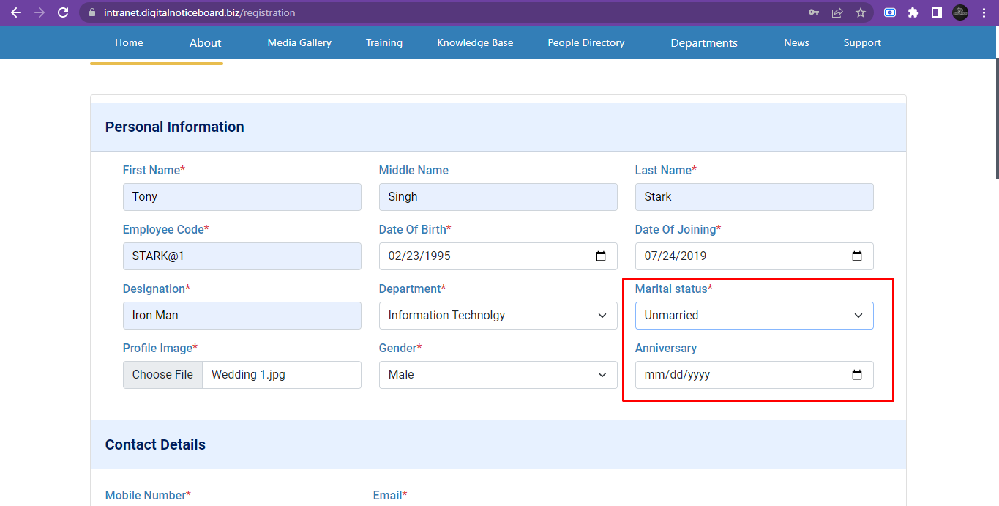 intranet.digitalnoticeboard.biz/registration
Home About Media Gallery Training Knowledge Base People Directory Departments News Support
Personal Information
First Name* Middle Name Last Name*
Tony Singh Stark
Employee Code* Date Of Birth* Date Of Joining*
STARK@1 02/23/1995 07/24/2019
Designation* Department* Marital status*
Iron Man Information Technolgy Unmarried
Profile Image* Gender* Anniversary
Choose File Wedding 1.jpg Male mm/dd/yyyy
Contact Details
Mobile Number* Email*